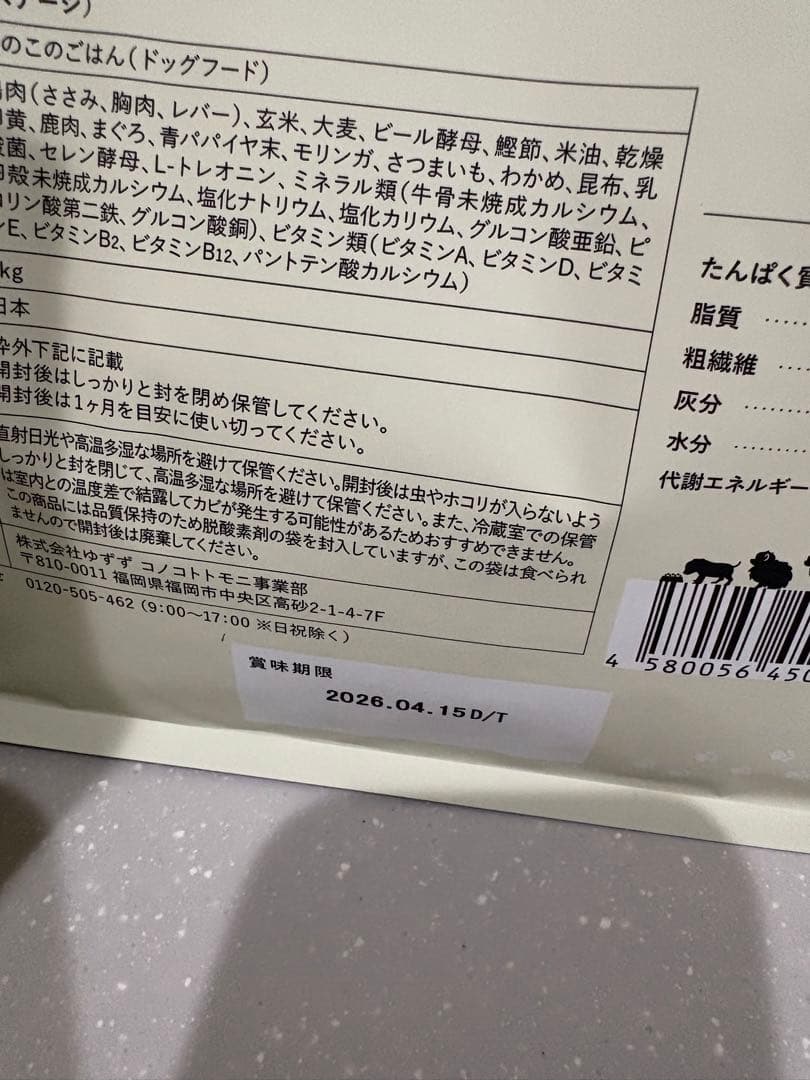 ステージ)
のこのごはん(ドッグフード)
肉(ささみ、胸肉、レバー)、玄米、大麦、ビール酵母、鰹節、米油、乾燥
黄、鹿肉、まぐろ、青パパイヤ末、モリンガ、さつまいも、わかめ、昆布、乳
菌、セレン酵母、L-トレオニン、ミネラル類(牛骨未焼成カルシウム、
殻未焼成カルシウム、塩化ナトリウム、塩化カリウム、グルコン酸亜鉛、ピ
ロリン酸第二鉄、グルコン酸銅)、ビタミン類(ビタミンA、ビタミンD、ビタミ
ンE、ビタミンB2、ビタミンB12、パントテン酸カルシウム)
kg
日本
枠外下記に記載
開封後はしっかりと封を閉め保管してください。
開封後は1ヶ月を目安に使い切ってください。
直射日光や高温多湿な場所を避けて保管ください。開封後は虫やホコリが入らないよう
しっかりと封を閉じて、高温多湿な場所を避けて保管ください。また、冷蔵室での保管
は室内との温度差で結露してカビが発生する可能性があるためおすすめできません。
この商品には品質保持のため脱酸素剤の袋を封入していますが、この袋は食べられ
ませんので開封後は廃棄してください。
株式会社ゆずず コノコトトモニ事業部
〒810-0011 福岡県福岡市中央区高砂2-1-4-7F
0120-505-462 (9:00〜17:00 ※日祝除く)
賞味期限
2026.04.15D/T
たんぱく質
脂質 ‥‥
粗繊維 ‥‥
灰分 ‥‥‥
水分 ‥‥‥
代謝エネルギー
4 580056 450